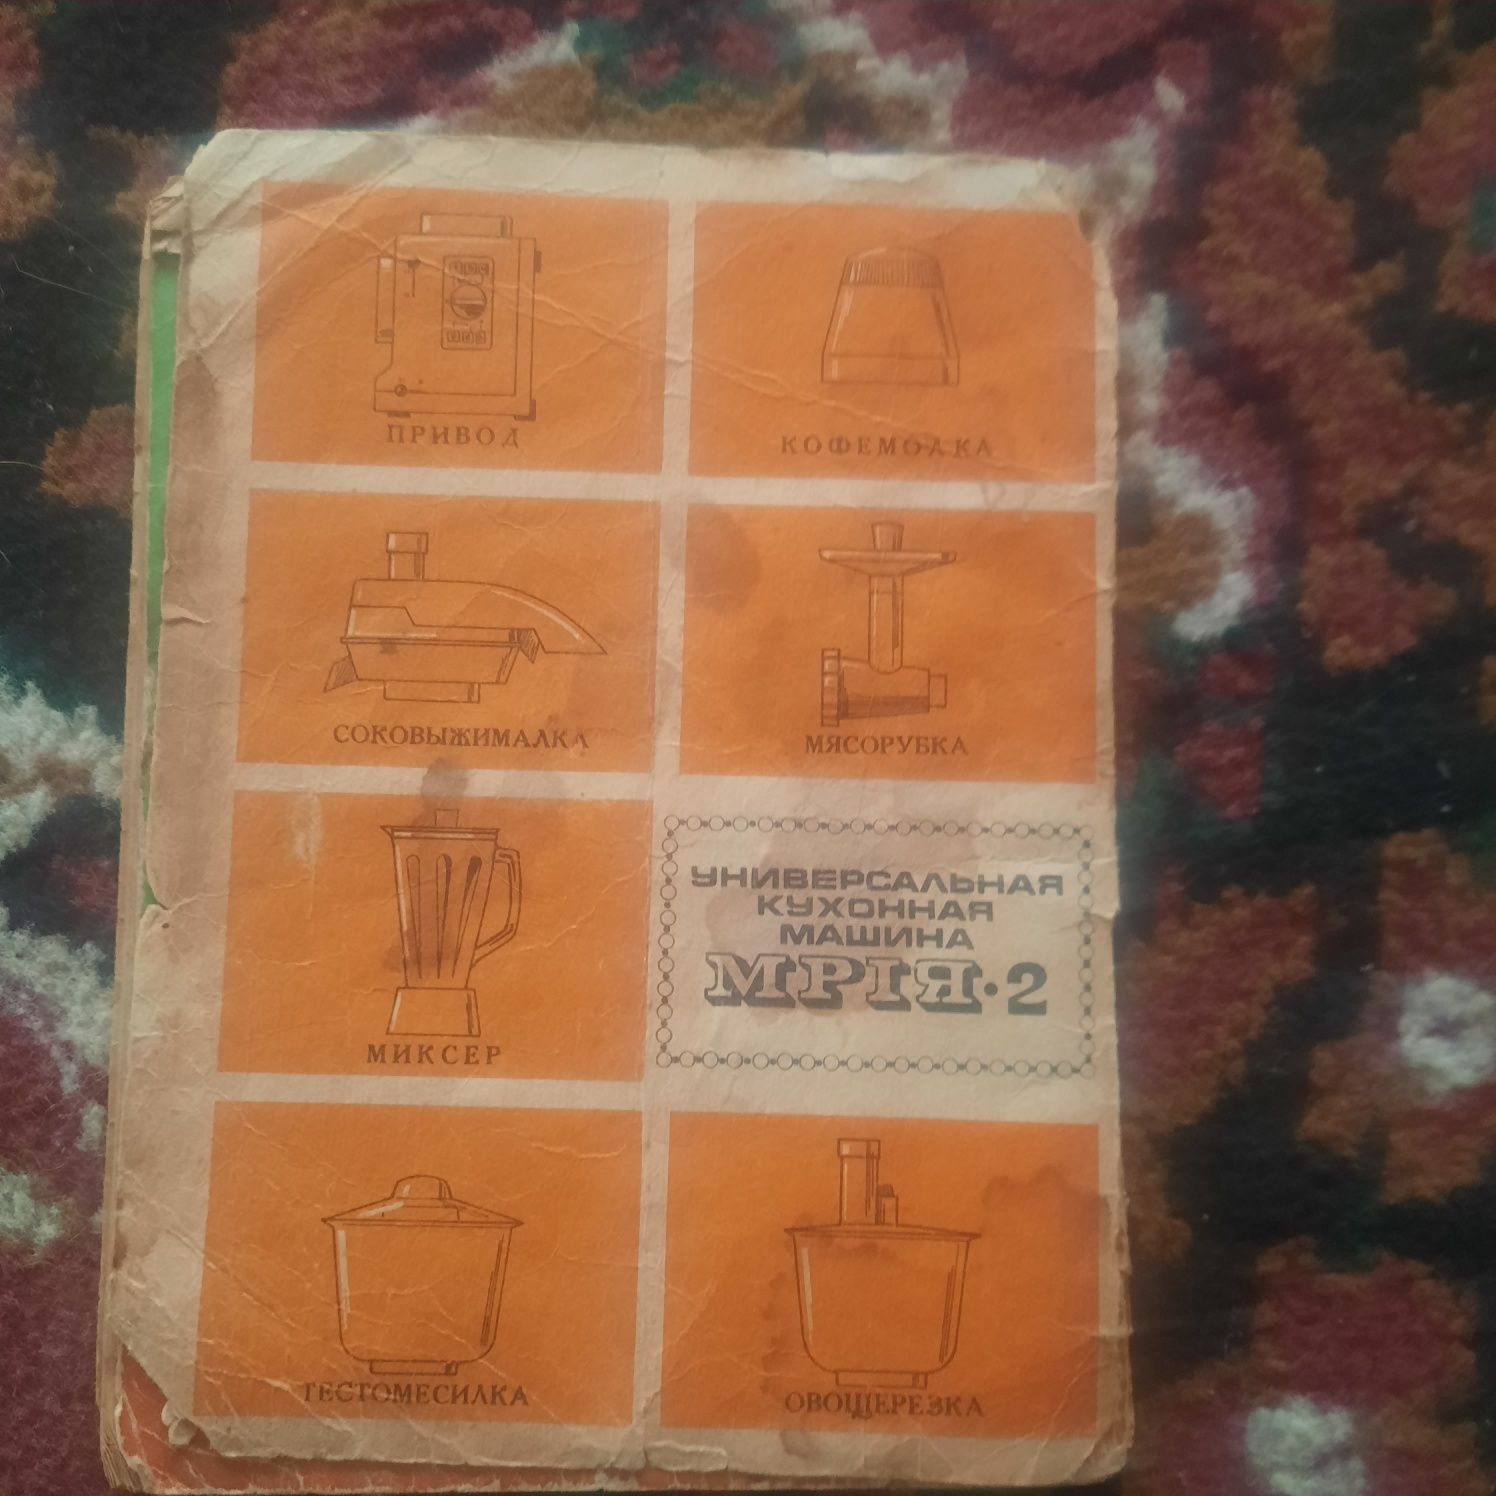 ПРИВОД
КОФЕМОЛКА
СОКОВЫЖИМАЛКА
МЯСОРУБКА
МИКСЕР
УНИВЕРСАЛЬНАЯ
КУХОННАЯ
МАШИНА
МРІЯ·2
ТЕСТОМЕСИЛКА
ОВОЩЕРЕЗКА